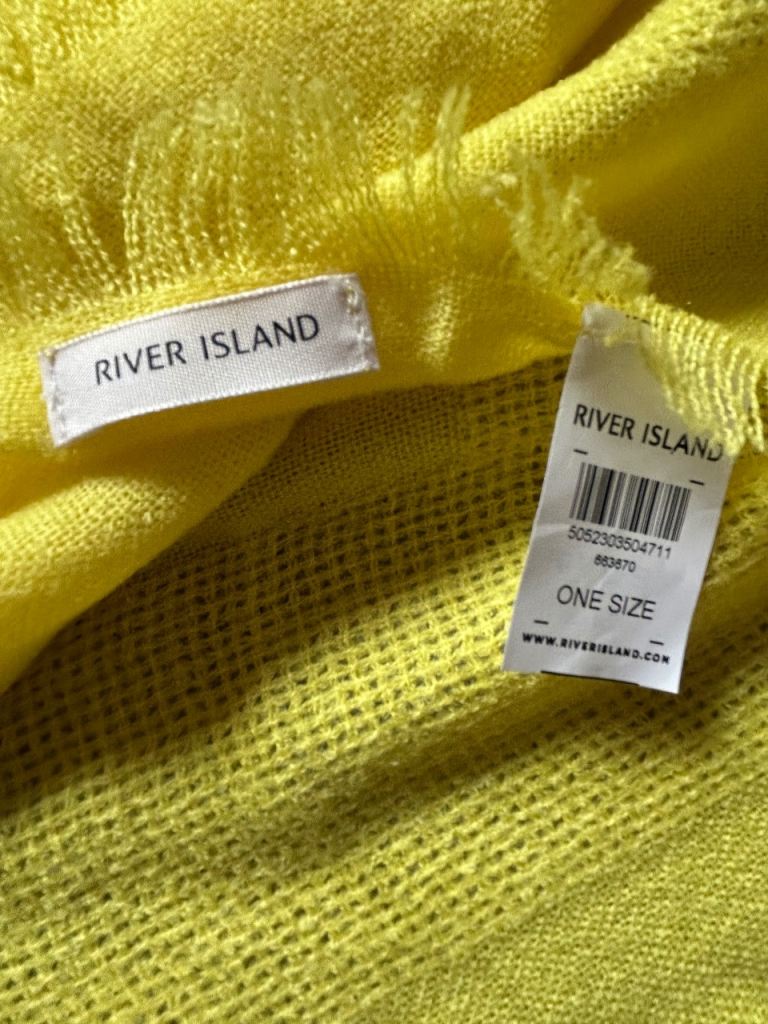 RIVER ISLAND
RIVER ISLAND
5052303504711
663670
ONE SIZE
WWW.RIVERISLAND.COM